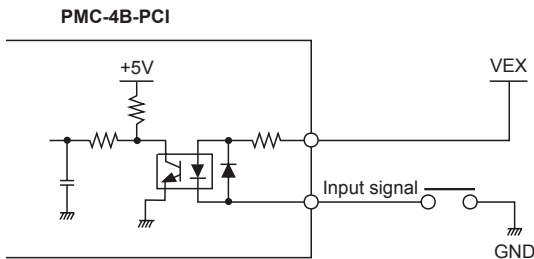 PMC-4B-PCI
+5V
VEX
Input signal
GND